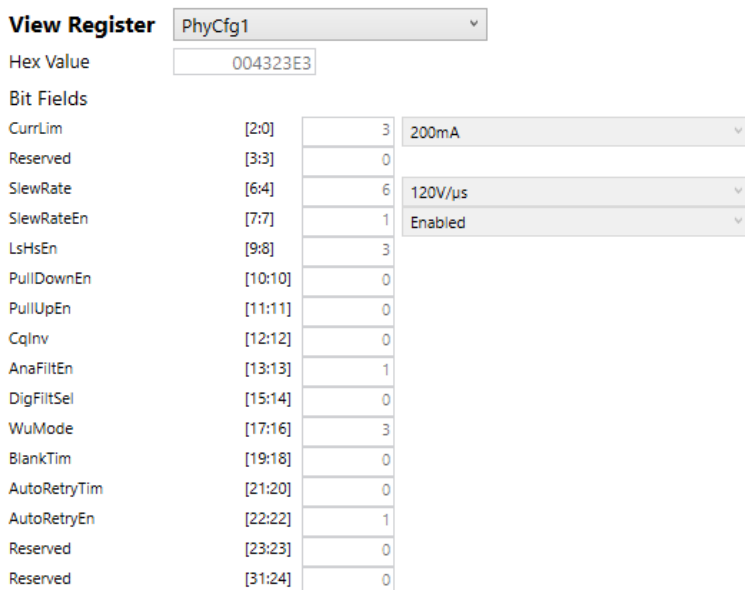 View Register PhyCfg1
Hex Value 004323E3
Bit Fields
CurrLim [2:0] 3 200mA
Reserved [3:3] 0
SlewRate [6:4] 6 120V/µs
SlewRateEn [7:7] 1 Enabled
LsHsEn [9:8] 3
PullDownEn [10:10] 0
PullUpEn [11:11] 0
CqInv [12:12] 0
AnaFiltEn [13:13] 1
DigFiltSel [15:14] 0
WuMode [17:16] 3
BlankTim [19:18] 0
AutoRetryTim [21:20] 0
AutoRetryEn [22:22] 1
Reserved [23:23] 0
Reserved [31:24] 0